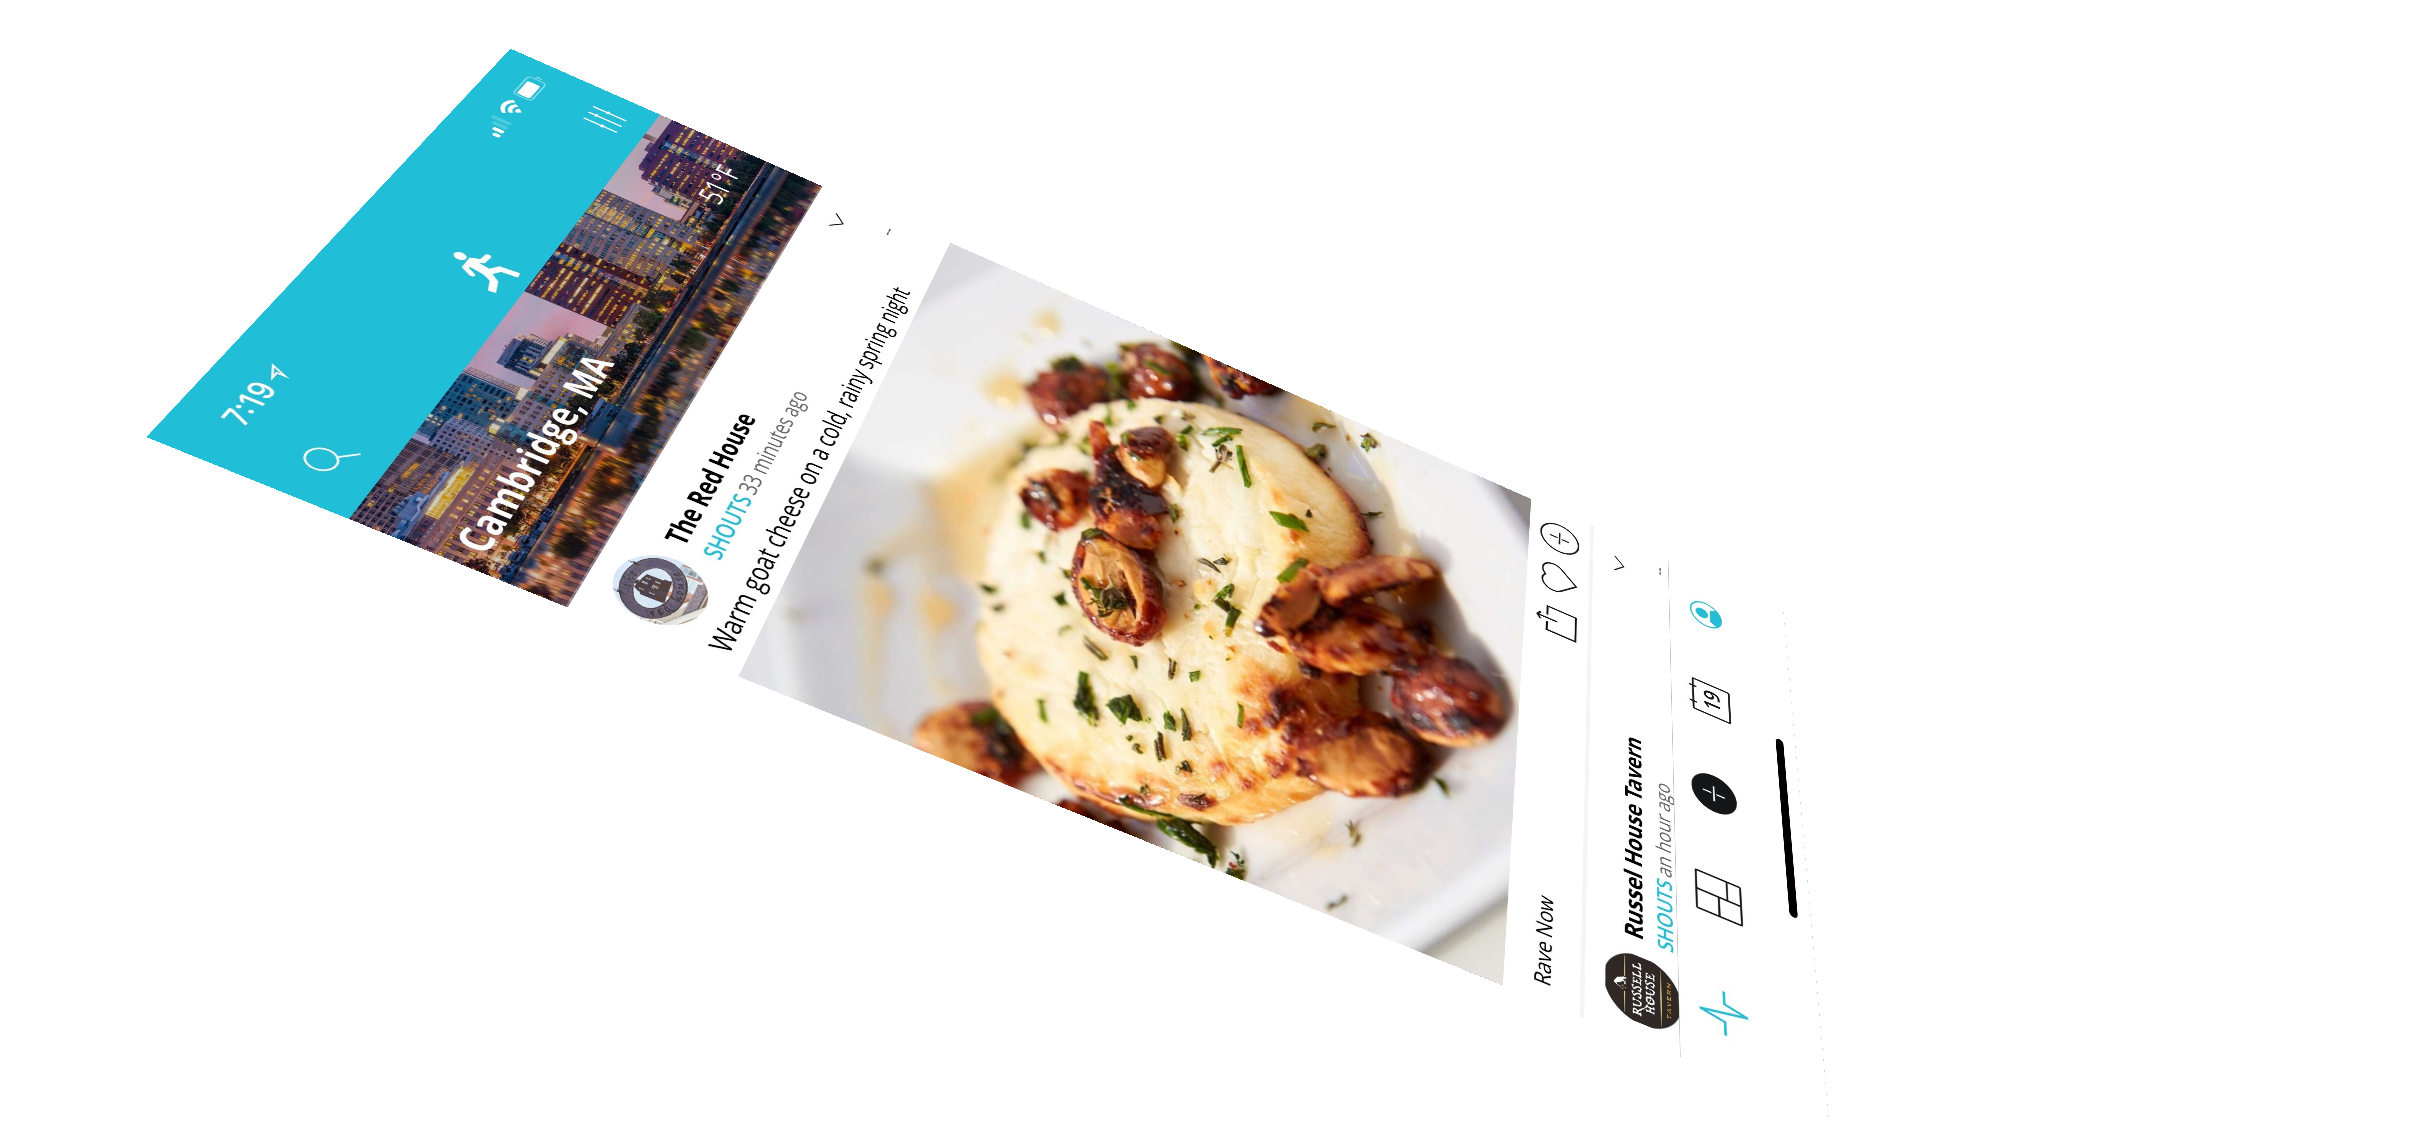 7:19
Cambridge, MA
51°F
The Red House
SHOUTS 33 minutes ago
Warm goat cheese on a cold, rainy spring night
Rave Now
Russel House Tavern
SHOUTS an hour ago
RUSSELL
HOUSE
TAVERN
19